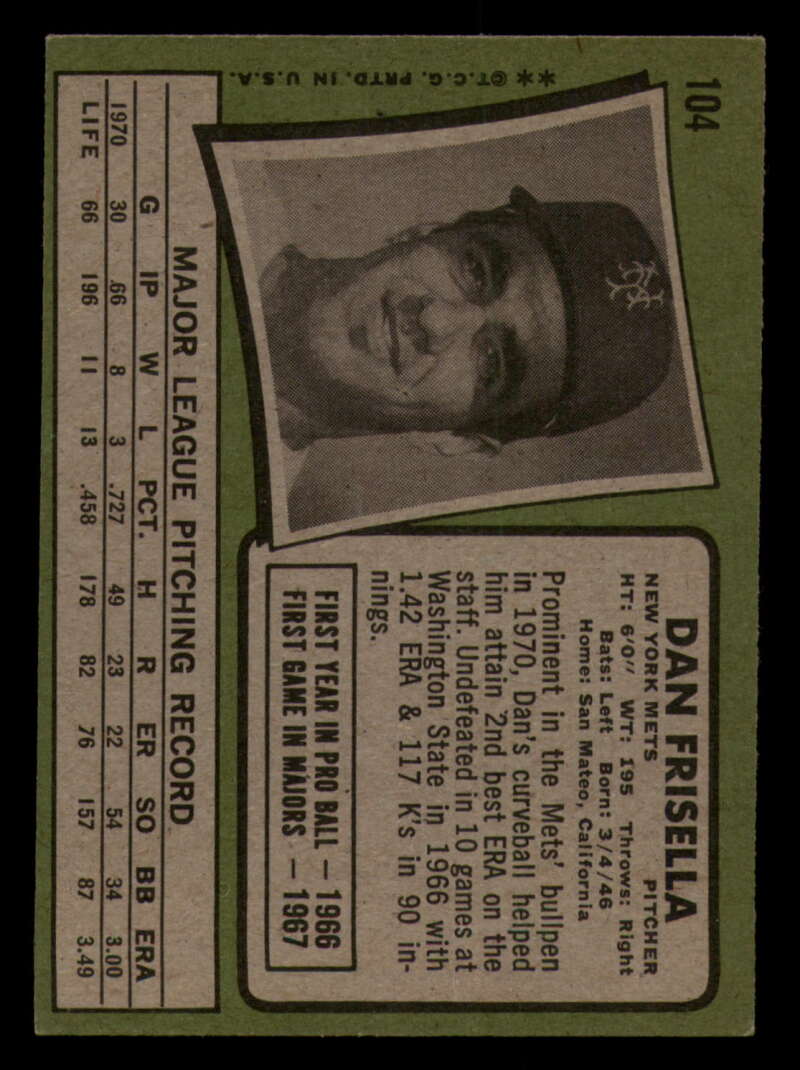 104
DAN FRISELLA
NEW YORK METS PITCHER
HT: 6'0" WT: 195 Throws: Right
Bats: Left Born: 3/4/46
Home: San Mateo, California
Prominent in the Mets' bullpen
in 1970, Dan's curveball helped
him attain 2nd best ERA on the
staff. Undefeated in 10 games at
Washington State in 1966 with
1.42 ERA & 117 K's in 90 in-
nings.
FIRST YEAR IN PRO BALL — 1966
FIRST GAME IN MAJORS — 1967
NY
MAJOR LEAGUE PITCHING RECORD
G IP W L PCT. H R ER SO BB ERA
1970 30 66 8 3 .727 49 23 22 54 34 3.00
LIFE 66 196 11 13 .458 178 82 76 157 87 3.49
**©T.C.G. PRTD. IN U.S.A.